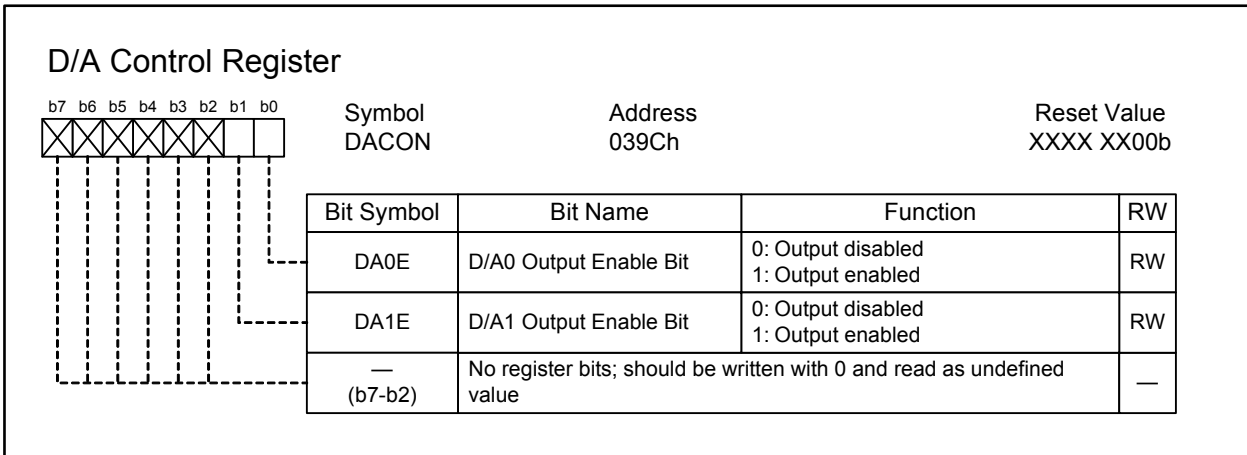 D/A Control Register
b7 b6 b5 b4 b3 b2 b1 b0
Symbol Address Reset Value
DACON 039Ch XXXX XX00b
Bit Symbol Bit Name Function RW
DA0E D/A0 Output Enable Bit 0: Output disabled
1: Output enabled RW
DA1E D/A1 Output Enable Bit 0: Output disabled
1: Output enabled RW
—
(b7-b2) No register bits; should be written with 0 and read as undefined
value —